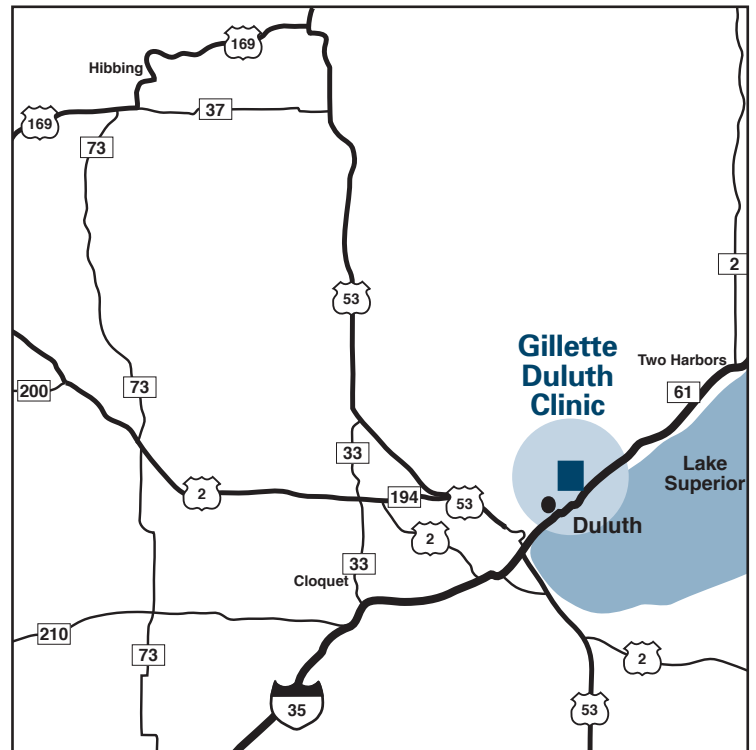 169
Hibbing
37
169
73
2
53
Gillette
Duluth
Clinic
Two Harbors
61
73
200
33
Lake
Superior
2
194
53
Duluth
2
33
Cloquet
210
73
2
35
53